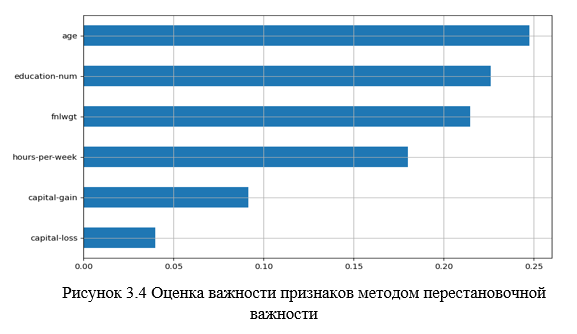 age
education-num
fnlwgt
hours-per-week
capital-gain
capital-loss
0.00 0.05 0.10 0.15 0.20 0.25
Рисунок 3.4 Оценка важности признаков методом перестановочной
важности